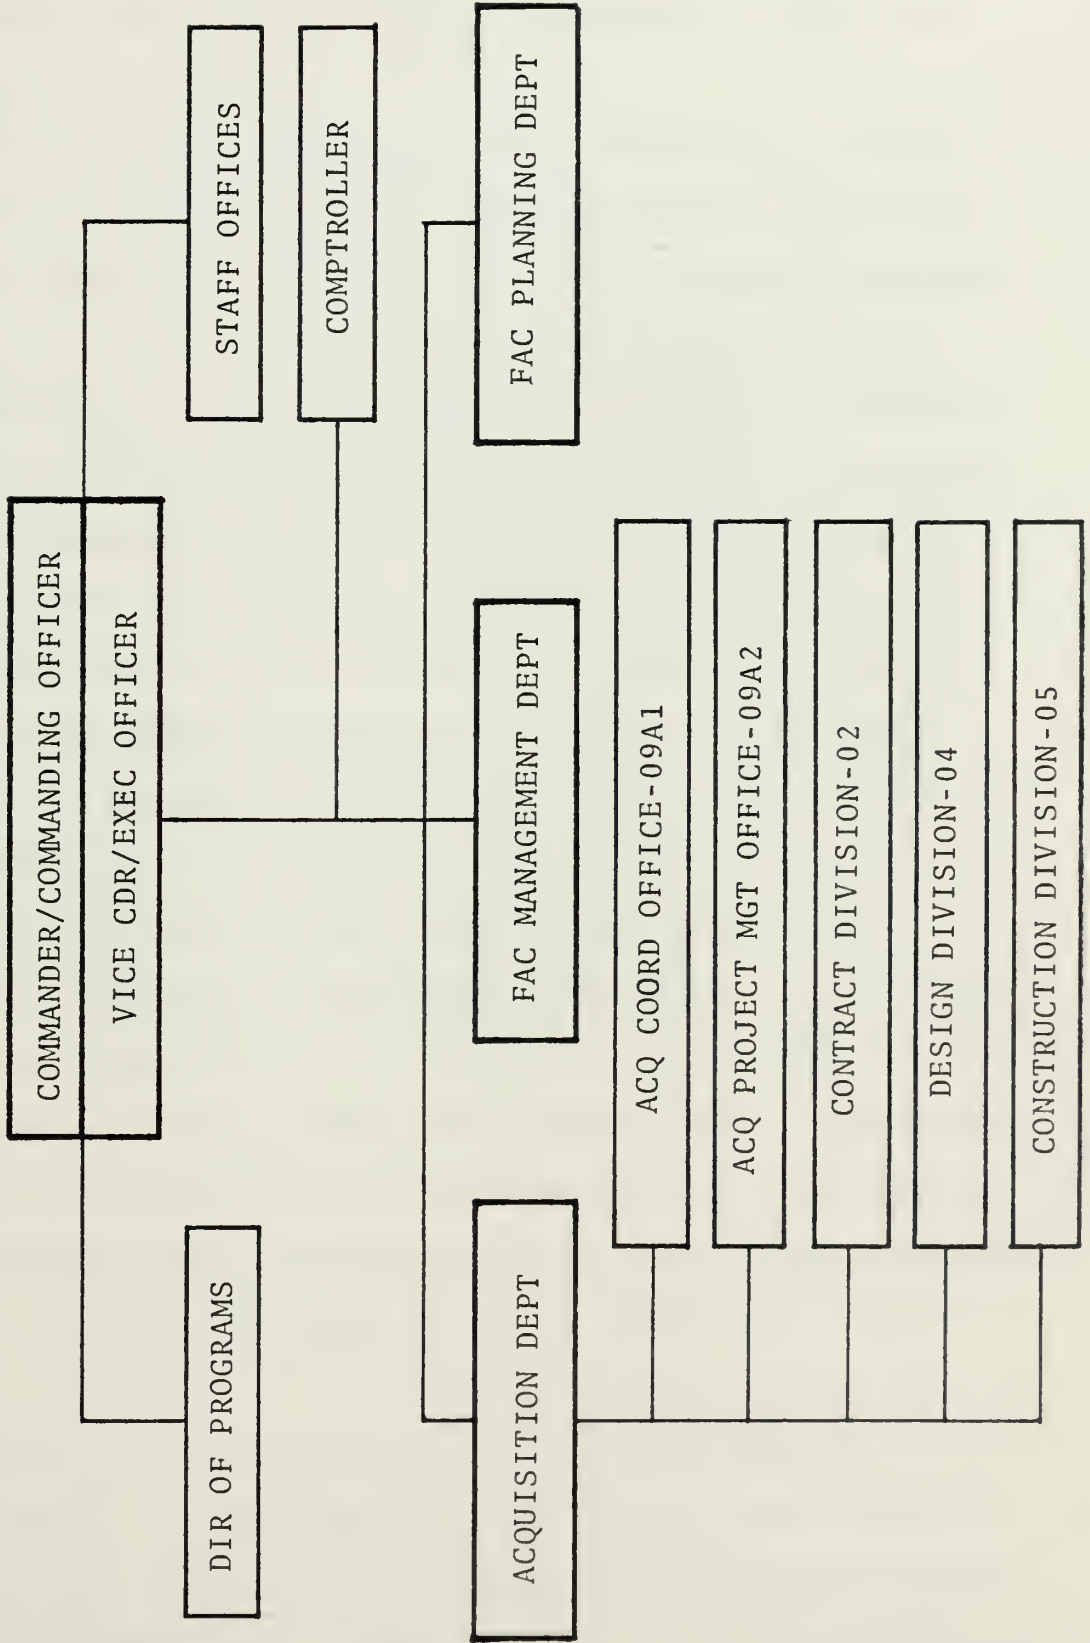 COMMANDER/COMMANDING OFFICER
VICE CDR/EXEC OFFICER
DIR OF PROGRAMS
STAFF OFFICES
COMPTROLLER
ACQUISITION DEPT
FAC MANAGEMENT DEPT
FAC PLANNING DEPT
ACQ COORD OFFICE-09A1
ACQ PROJECT MGT OFFICE-09A2
CONTRACT DIVISION-02
DESIGN DIVISION-04
CONSTRUCTION DIVISION-05